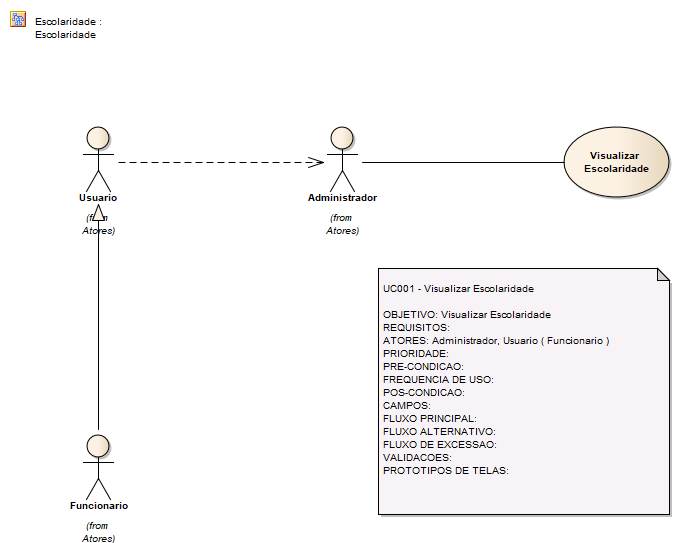 Escolaridade :
Escolaridade
Usuario
(from
Atores)
Administrador
(from
Atores)
Visualizar
Escolaridade
UC001 - Visualizar Escolaridade
OBJETIVO: Visualizar Escolaridade
REQUISITOS:
ATORES: Administrador, Usuario ( Funcionario )
PRIORIDADE:
PRE-CONDICAO:
FREQUENCIA DE USO:
POS-CONDICAO:
CAMPOS:
FLUXO PRINCIPAL:
FLUXO ALTERNATIVO:
FLUXO DE EXCESSAO:
VALIDACOES:
PROTOTIPOS DE TELAS:
Funcionario
(from
Atores)